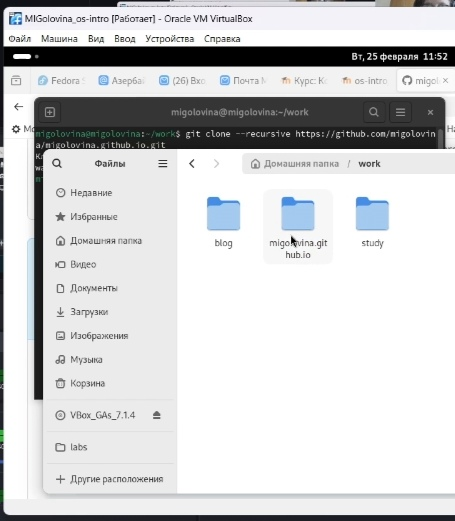 MIGolovina_os-intro [Работает] - Oracle VM VirtualBox
Файл Машина Вид Ввод Устройства Справка
Вт, 25 февраля 11:52
Fedora
Азербай
(26) Вхо
Почта
Курс: К
os-intro
migol
migolovina@migolovina:~/work
migolovina@migolovina:~/work$ git clone --recursive https://github.com/migolovin
a/migolovina.github.io.git
Файлы
Домашняя папка / work
Недавние
Избранные
Домашняя папка
Видео
Документы
Загрузки
Изображения
Музыка
Корзина
VBox_GAs_7.1.4
labs
Другие расположения
blog
migolovina.git
hub.io
study